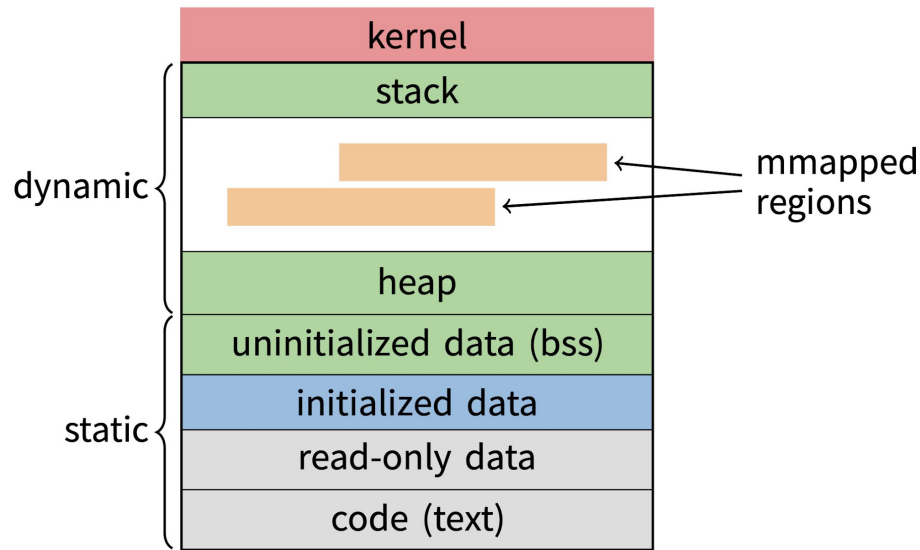 kernel
stack
dynamic
mmapped
regions
heap
uninitialized data (bss)
initialized data
static
read-only data
code (text)